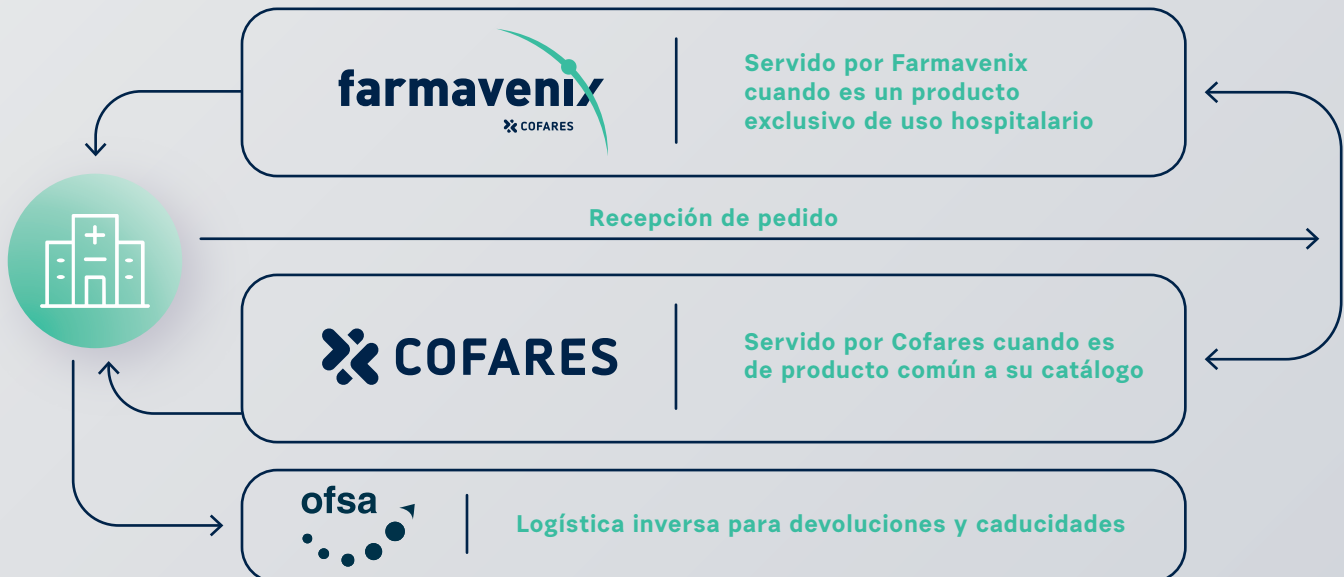 farmavenix
COFARES
Servido por Farmavenix
cuando es un producto
exclusivo de uso hospitalario
Recepción de pedido
COFARES
Servido por Cofares cuando es
de producto común a su catálogo
ofsa
Logística inversa para devoluciones y caducidades